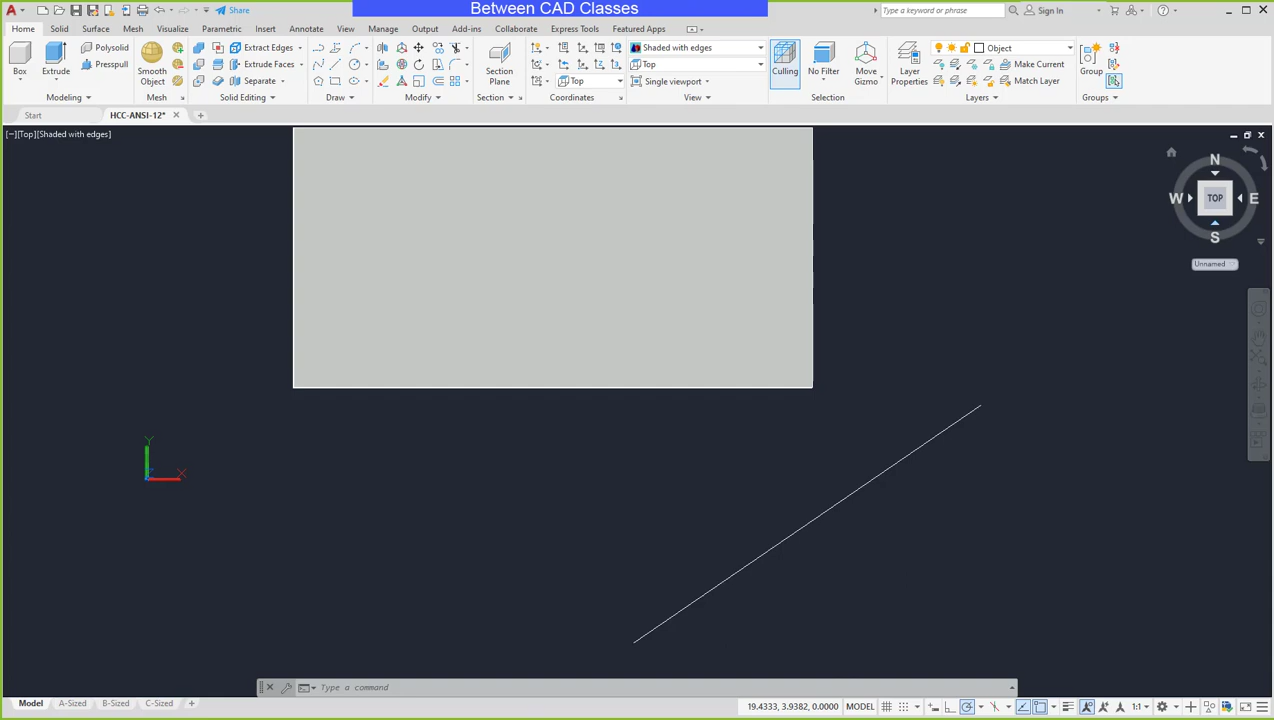 Between CAD Classes
Share
Type a keyword or phrase
Sign In
Home Solid Surface Mesh Visualize Parametric Insert Annotate View Manage Output Add-ins Collaborate Express Tools Featured Apps
Box
Extrude
Polysolid
Presspull
Modeling
Smooth
Object
Mesh
Extract Edges
Extrude Faces
Separate
Solid Editing
Draw
Modify
Section
Plane
Section
Top
Coordinates
Shaded with edges
Top
Single viewport
View
Culling
No Filter
Move
Gizmo
Selection
Layer
Properties
Object
Make Current
Match Layer
Layers
Group
Groups
Start
HCC-ANSI-12*
[−][Top][Shaded with edges]
N
W
TOP
E
S
Unnamed
Y
X
Type a command
Model A-Sized B-Sized C-Sized
19.4333, 3.9382, 0.0000 MODEL 1:1